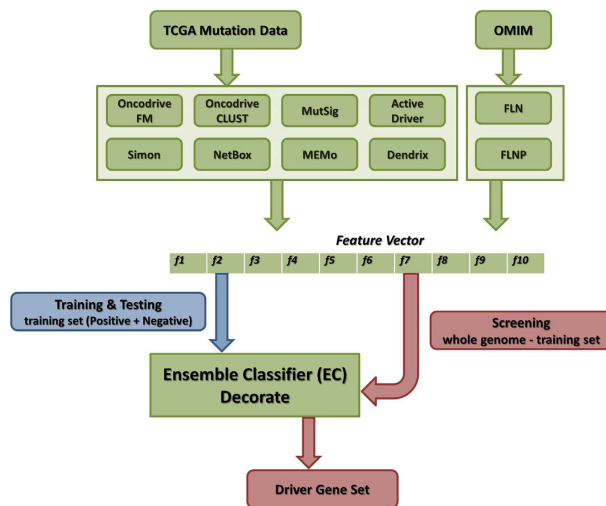 TCGA Mutation Data
OMIM
Oncodrive
FM
Oncodrive
CLUST
MutSig
Active
Driver
FLN
Simon
NetBox
MEMo
Dendrix
FLNP
Feature Vector
f1 f2 f3 f4 f5 f6 f7 f8 f9 f10
Training & Testing
training set (Positive + Negative)
Screening
whole genome - training set
Ensemble Classifier (EC)
Decorate
Driver Gene Set